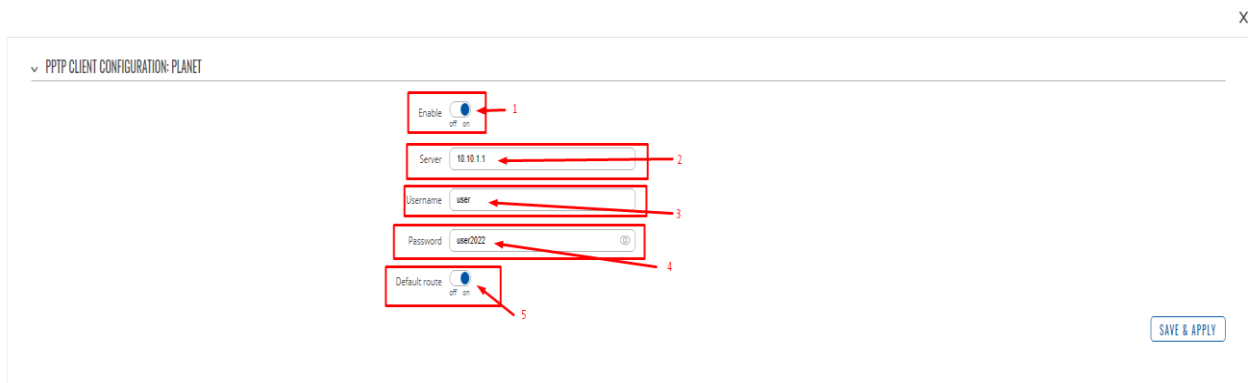 X
PPTP CLIENT CONFIGURATION: PLANET
Enable
off on
1
Server 10.10.1.1
2
Username user
3
Password user2022
4
Default route
off on
5
SAVE & APPLY